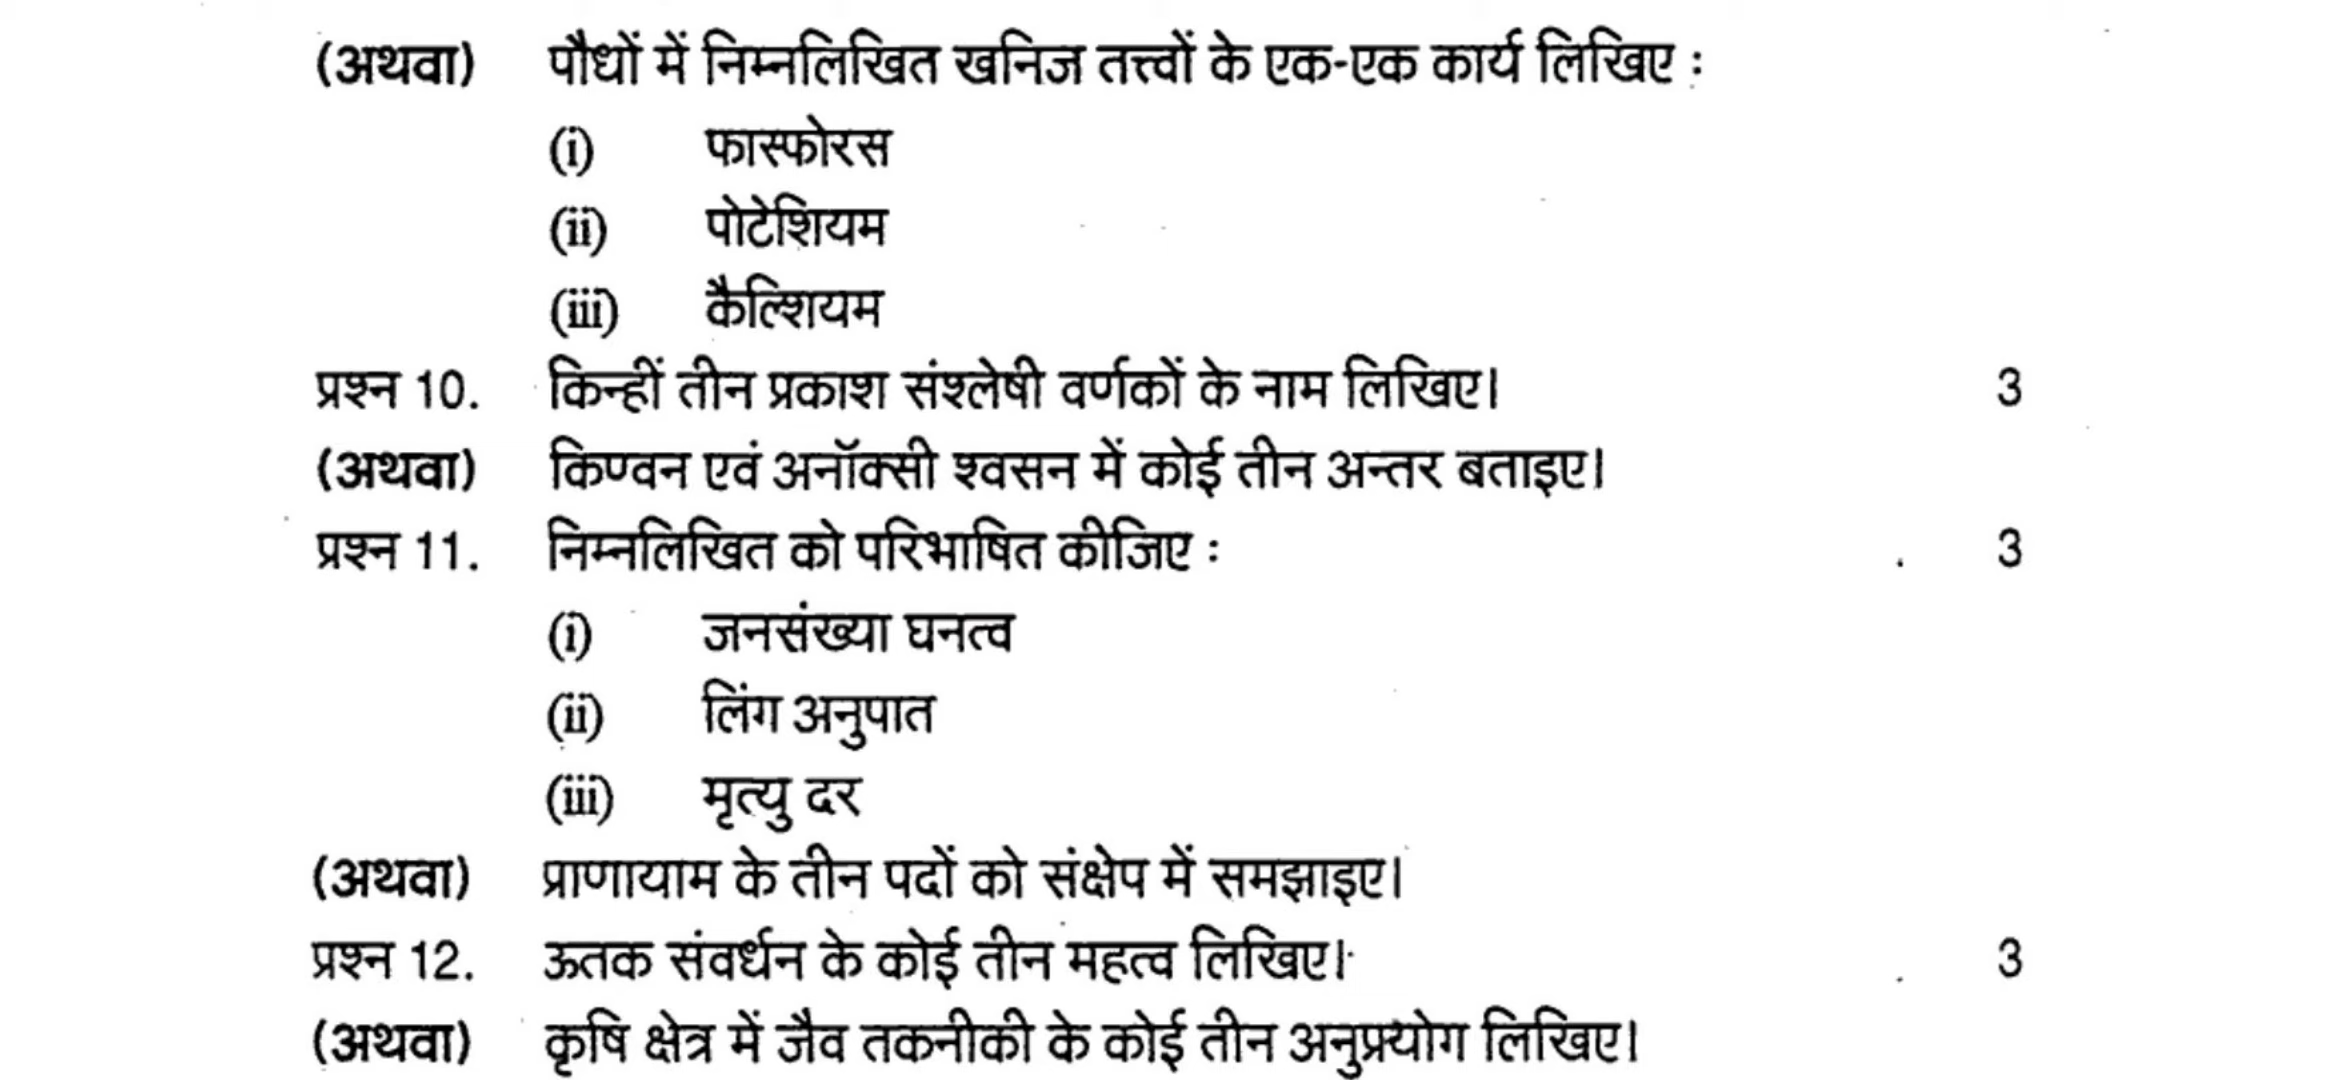 (अथवा) पौधों में निम्नलिखित खनिज तत्त्वों के एक-एक कार्य लिखिए :
(i) फास्फोरस
(ii) पोटेशियम
(iii) कैल्शियम
प्रश्न 10. किन्हीं तीन प्रकाश संश्लेषी वर्णकों के नाम लिखिए। 3
(अथवा) किण्वन एवं अनॉक्सी श्वसन में कोई तीन अन्तर बताइए।
प्रश्न 11. निम्नलिखित को परिभाषित कीजिए : 3
(i) जनसंख्या घनत्व
(ii) लिंग अनुपात
(iii) मृत्यु दर
(अथवा) प्राणायाम के तीन पदों को संक्षेप में समझाइए।
प्रश्न 12. ऊतक संवर्धन के कोई तीन महत्व लिखिए। 3
(अथवा) कृषि क्षेत्र में जैव तकनीकी के कोई तीन अनुप्रयोग लिखिए।